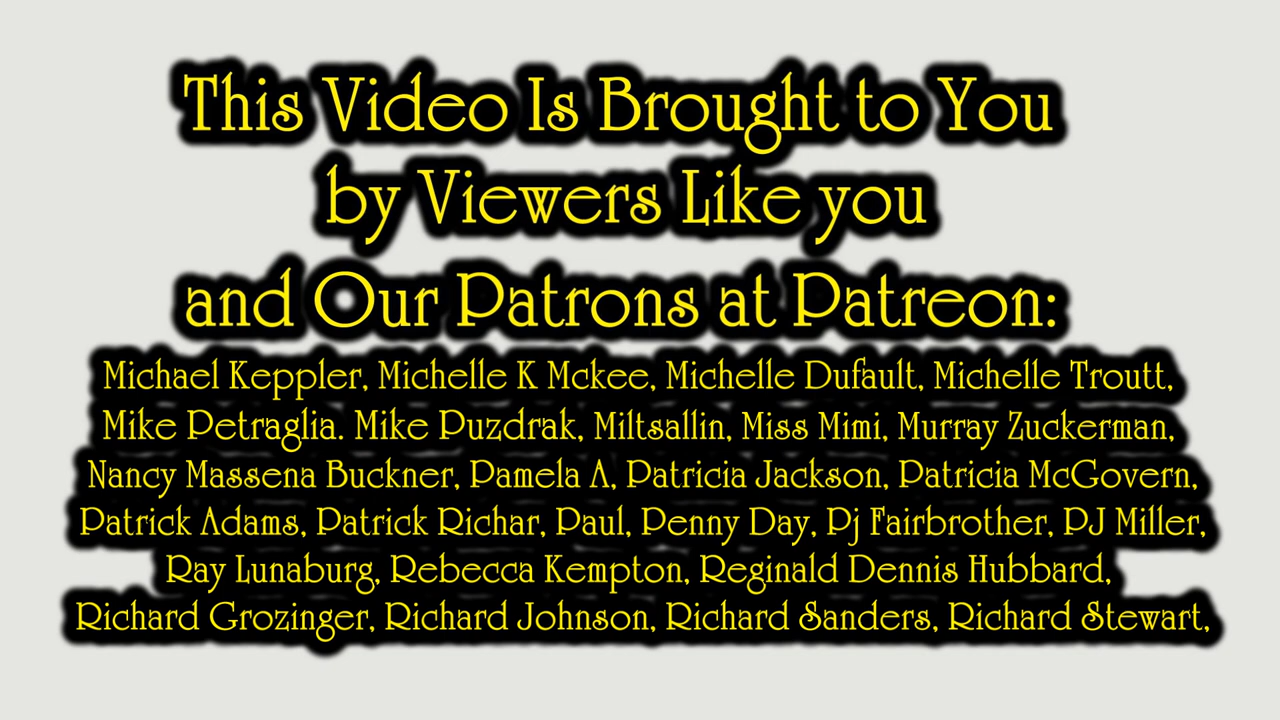 This Video Is Brought to You
by Viewers Like you
and Our Patrons at Patreon:
Michael Keppler, Michelle K Mckee, Michelle Dufault, Michelle Troutt,
Mike Petraglia. Mike Puzdrak, Miltsallin, Miss Mimi, Murray Zuckerman,
Nancy Massena Buckner, Pamela A, Patricia Jackson, Patricia McGovern,
Patrick Adams, Patrick Richar, Paul, Penny Day, Pj Fairbrother, PJ Miller,
Ray Lunaburg, Rebecca Kempton, Reginald Dennis Hubbard,
Richard Grozinger, Richard Johnson, Richard Sanders, Richard Stewart,